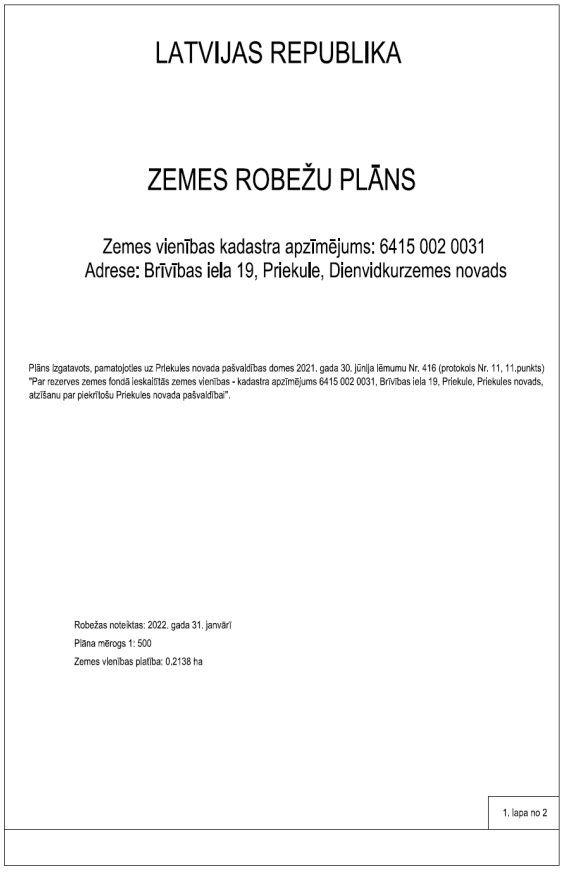 LATVIJAS REPUBLIKA
ZEMES ROBEŽU PLĀNS
Zemes vienības kadastra apzīmējums: 6415 002 0031
Adrese: Brīvības iela 19, Priekule, Dienvidkurzemes novads
Plāns izgatavots, pamatojoties uz Priekules novada pašvaldības domes 2021. gada 30. jūnija lēmumu Nr. 416 (protokols Nr. 11, 11.punkts)
"Par rezerves zemes fondā ieskaitītās zemes vienības - kadastra apzīmējums 6415 002 0031, Brīvības iela 19, Priekule, Priekules novads,
atzīšanu par piekrītošu Priekules novada pašvaldībai".
Robežas noteiktas: 2022. gada 31. janvārī
Plāna mērogs 1: 500
Zemes vienības platība: 0.2138 ha
1. lapa no 2